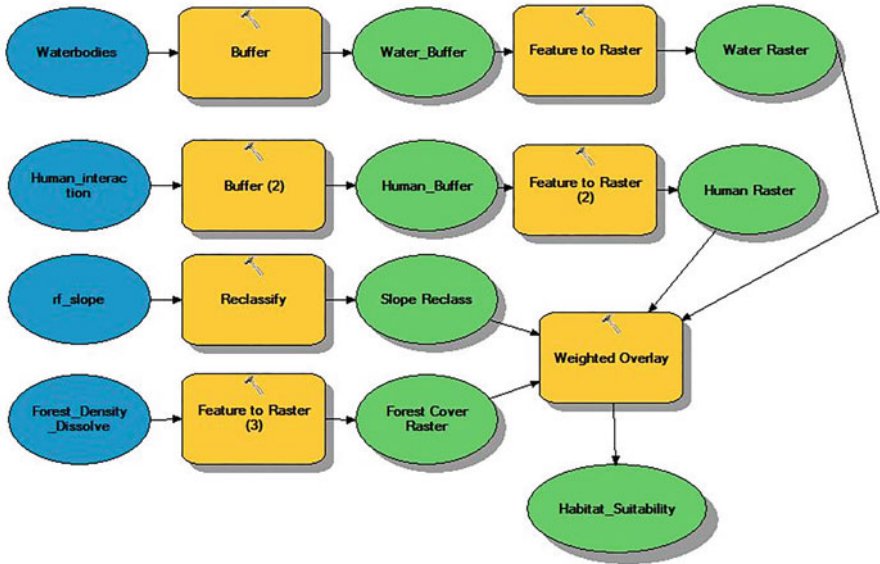 Waterbodies
Buffer
Water_Buffer
Feature to Raster
Water Raster
Human_interac
tion
Buffer (2)
Human_Buffer
Feature to Raster
(2)
Human Raster
rf_slope
Reclassify
Slope Reclass
Weighted Overlay
Forest_Density
_Dissolve
Feature to Raster
(3)
Forest Cover
Raster
Habitat_Suitability